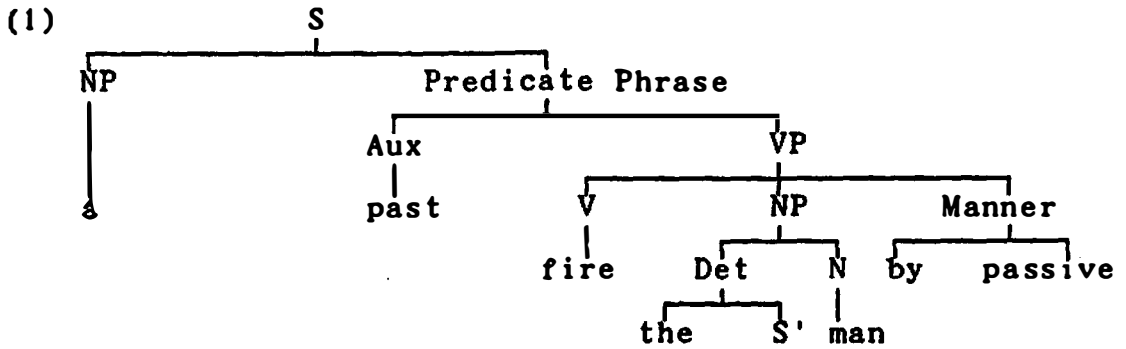 (1) S
NP Predicate Phrase
Aux VP
past V NP Manner
fire Det N by passive
the S' man